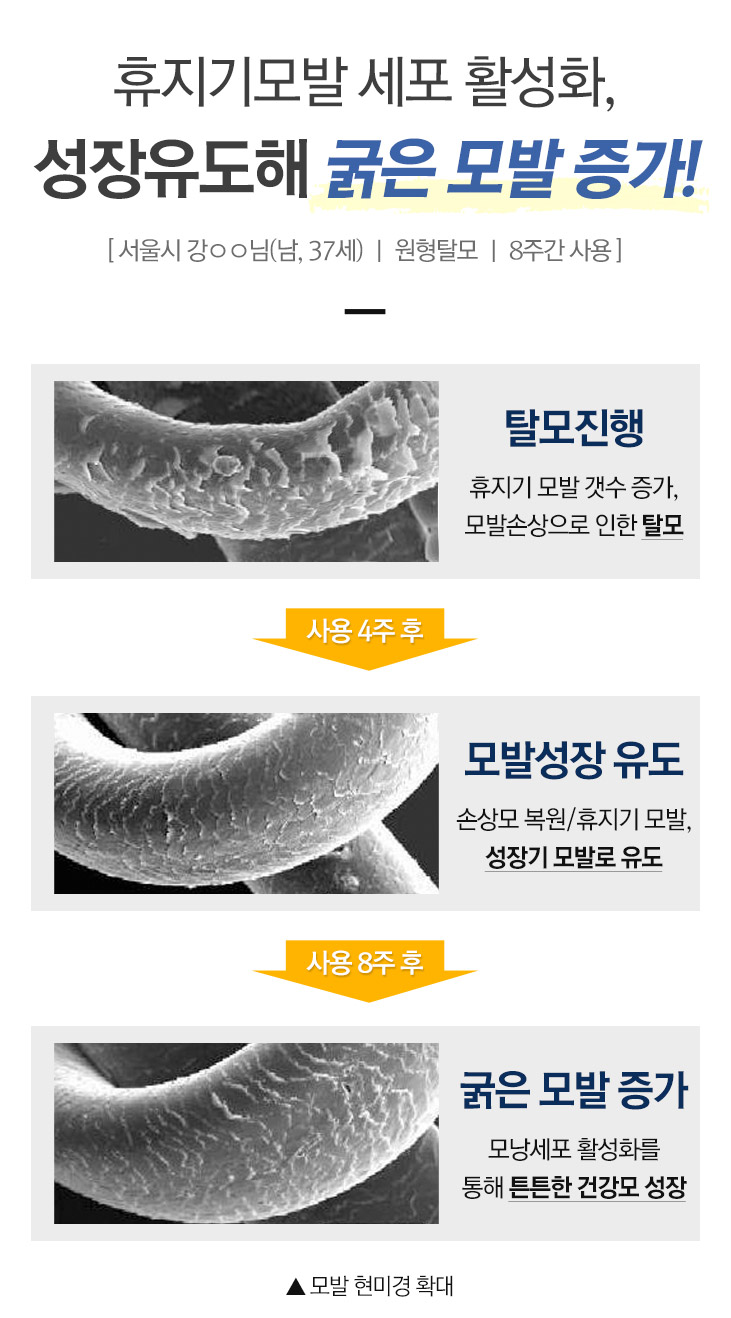 휴지기모발 세포 활성화,
성장유도해 굵은 모발 증가!
[ 서울시 강ㅇㅇ님(남, 37세) ㅣ 원형탈모 ㅣ 8주간 사용 ]
탈모진행
휴지기 모발 갯수 증가,
모발손상으로 인한 탈모
사용 4주 후
모발성장 유도
손상모 복원/휴지기 모발,
성장기 모발로 유도
사용 8주 후
굵은 모발 증가
모낭세포 활성화를
통해 튼튼한 건강모 성장
▲ 모발 현미경 확대